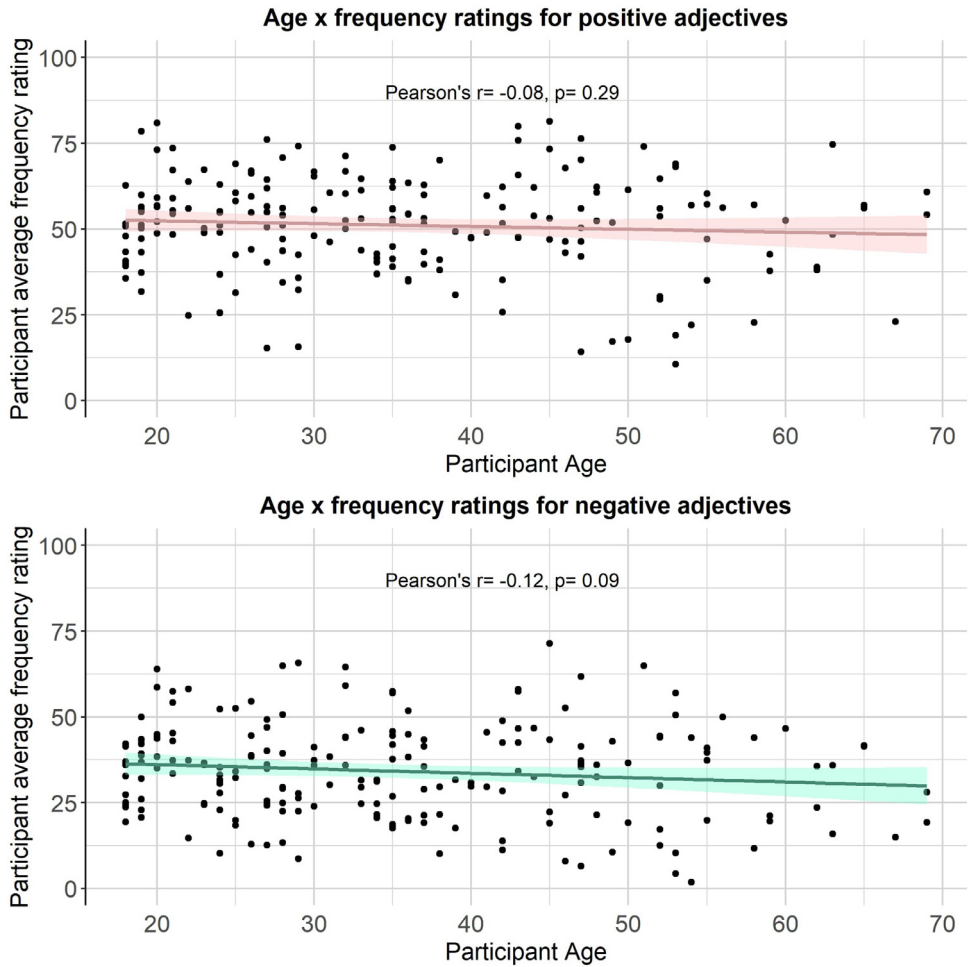 Age x frequency ratings for positive adjectives
Participant average frequency rating
100
75
50
25
0
Pearson's r= -0.08, p= 0.29
20 30 40 50 60 70
Participant Age
Age x frequency ratings for negative adjectives
Participant average frequency rating
100
75
50
25
0
Pearson's r= -0.12, p= 0.09
20 30 40 50 60 70
Participant Age